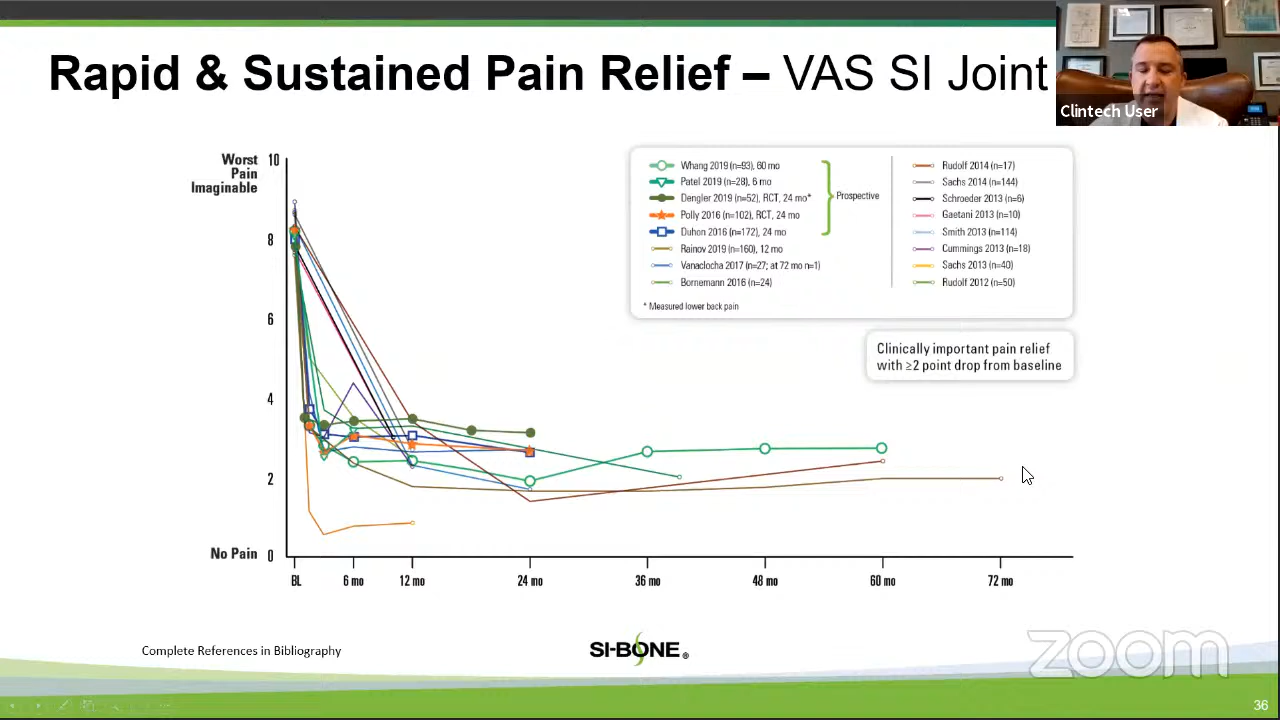 Rapid & Sustained Pain Relief – VAS SI Joint
Clintech User
Worst
Pain
Imaginable
10
8
6
4
2
No Pain 0
BL
6 mo
12 mo
24 mo
36 mo
48 mo
60 mo
72 mo
Whang 2019 (n=93), 60 mo
Patel 2019 (n=28), 6 mo
Dengler 2019 (n=52), RCT, 24 mo*
Polly 2016 (n=102), RCT, 24 mo
Duhon 2016 (n=172), 24 mo
Rainov 2019 (n=160), 12 mo
Vanaclocha 2017 (n=27; at 72 mo n=1)
Bornemann 2016 (n=24)
Prospective
Rudolf 2014 (n=17)
Sachs 2014 (n=144)
Schroeder 2013 (n=6)
Gaetani 2013 (n=10)
Smith 2013 (n=114)
Cummings 2013 (n=18)
Sachs 2013 (n=40)
Rudolf 2012 (n=50)
* Measured lower back pain
Clinically important pain relief
with ≥2 point drop from baseline
Complete References in Bibliography
SI-BONE®
zoom
36